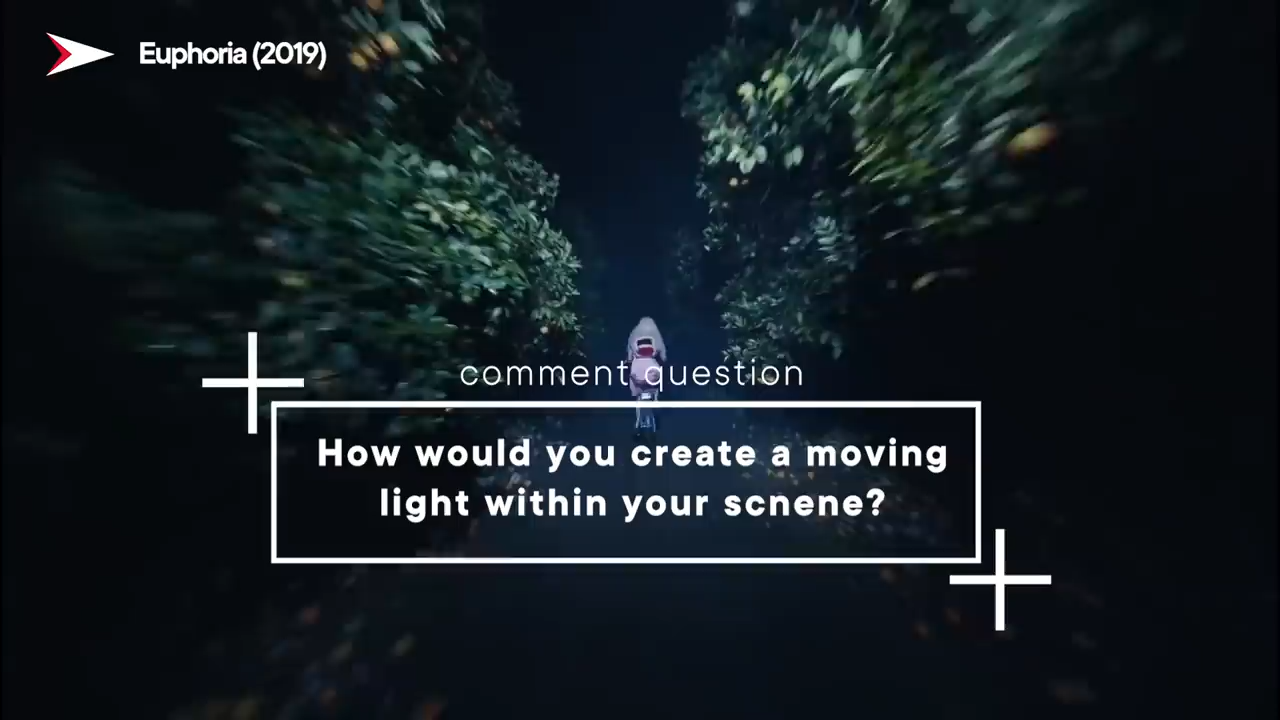 Euphoria (2019)
comment question
How would you create a moving
light within your scnene?